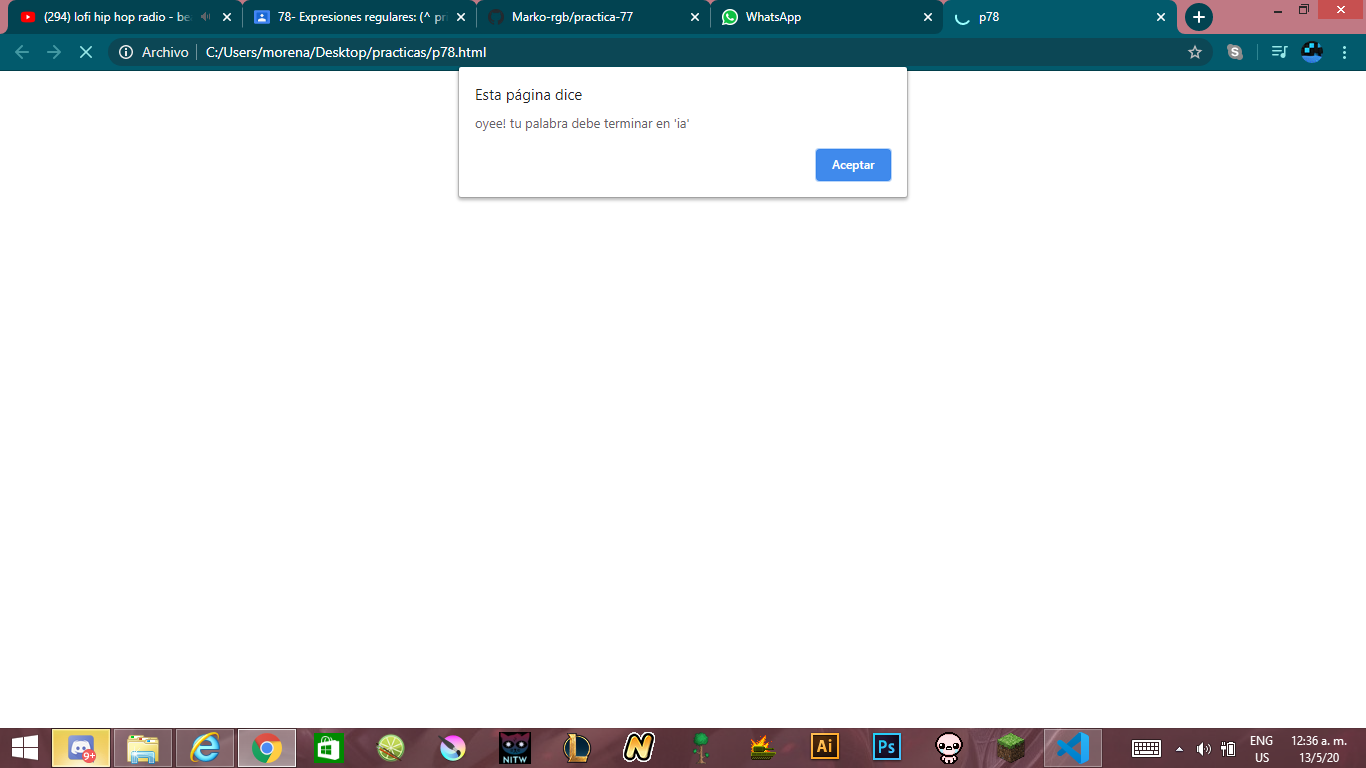 (294) lofi hip hop radio - be
78- Expresiones regulares: (^ pr
Marko-rgb/practica-77
WhatsApp
p78
Archivo
C:/Users/morena/Desktop/practicas/p78.html
Esta página dice
oyee! tu palabra debe terminar en 'ia'
Aceptar
9+
NITW
Ai
Ps
ENG
US
12:36 a. m.
13/5/20